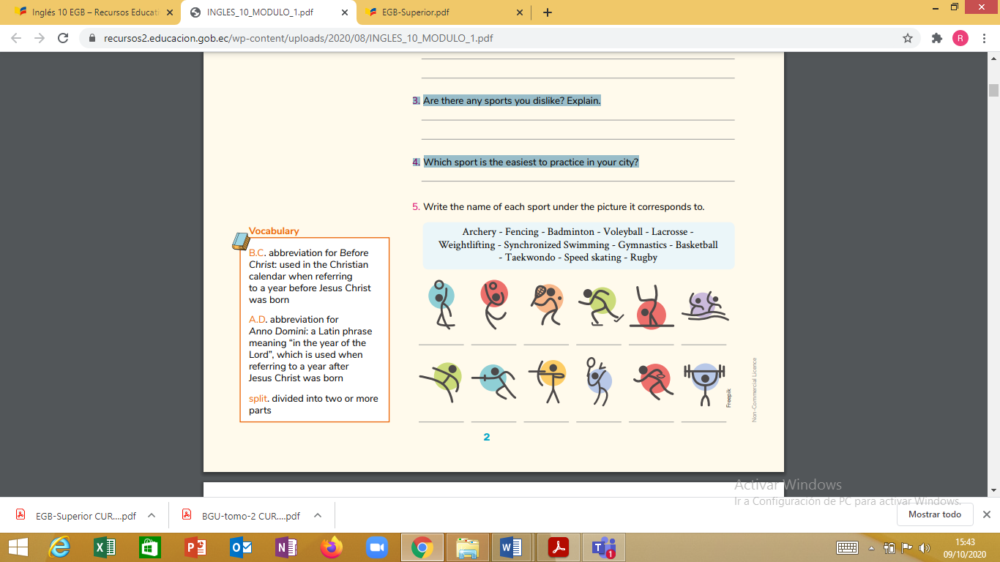 Inglés 10 EGB – Recursos Educati
INGLES_10_MODULO_1.pdf
EGB-Superior.pdf
recursos2.educacion.gob.ec/wp-content/uploads/2020/08/INGLES_10_MODULO_1.pdf
R
3. Are there any sports you dislike? Explain.
4. Which sport is the easiest to practice in your city?
5. Write the name of each sport under the picture it corresponds to.
Archery - Fencing - Badminton - Voleyball - Lacrosse -
Weightlifting - Synchronized Swimming - Gymnastics - Basketball
- Taekwondo - Speed skating - Rugby
Vocabulary
B.C. abbreviation for Before
Christ: used in the Christian
calendar when referring
to a year before Jesus Christ
was born
A.D. abbreviation for
Anno Domini: a Latin phrase
meaning “in the year of the
Lord”, which is used when
referring to a year after
Jesus Christ was born
split. divided into two or more
parts
Freepik
Non-Commercial Licence
2
Activar Windows
Ir a Configuración de PC para activar Windows.
EGB-Superior CUR....pdf
BGU-tomo-2 CUR....pdf
Mostrar todo
1
15:43
09/10/2020